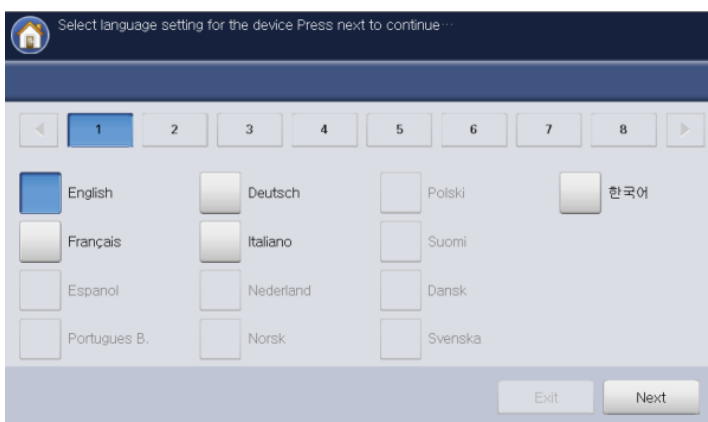 Select language setting for the device Press next to continue…
1 2 3 4 5 6 7 8
English Deutsch Polski 한국어
Français Italiano Suomi
Espanol Nederland Dansk
Portugues B. Norsk Svenska
Exit Next